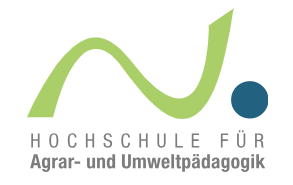 HOCHSCHULE FÜR
Agrar- und Umweltpädagogik